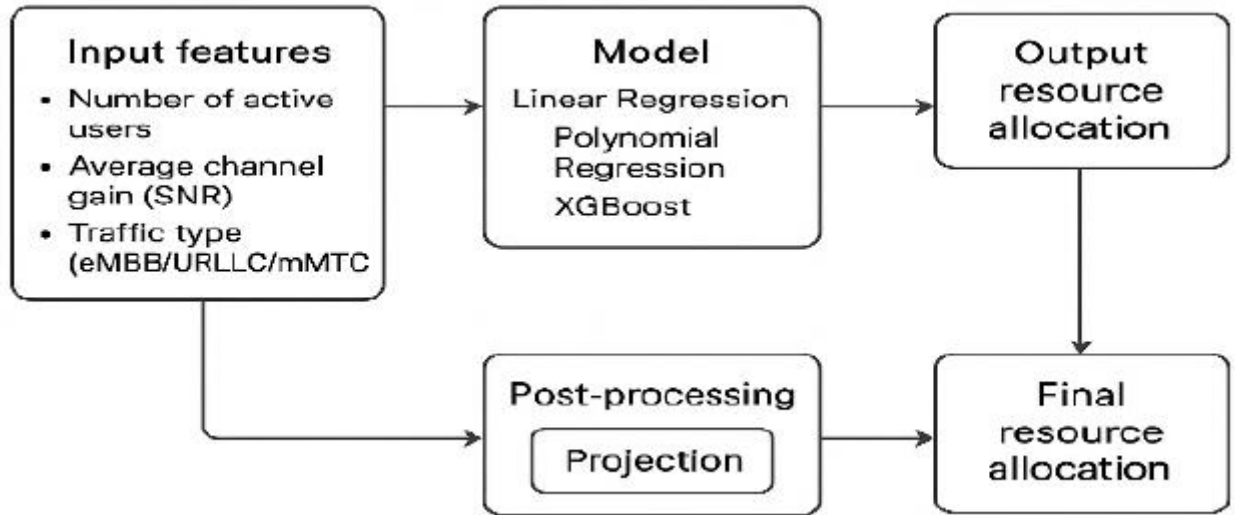 Input features
• Number of active
users
• Average channel
gain (SNR)
• Traffic type
(eMBB/URLLC/mMTC
Model
Linear Regression
Polynomial
Regression
XGBoost
Output
resource
allocation
Post-processing
Projection
Final
resource
allocation